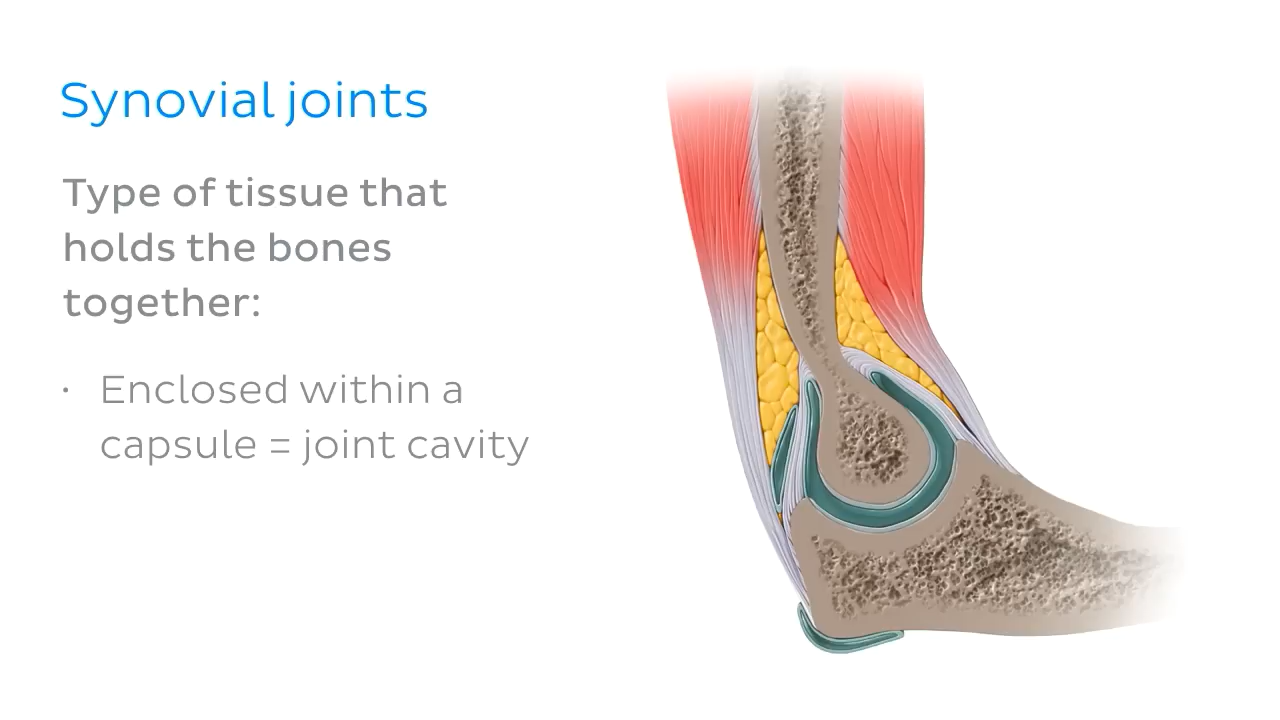 Synovial joints
Type of tissue that
holds the bones
together:
· Enclosed within a
capsule = joint cavity